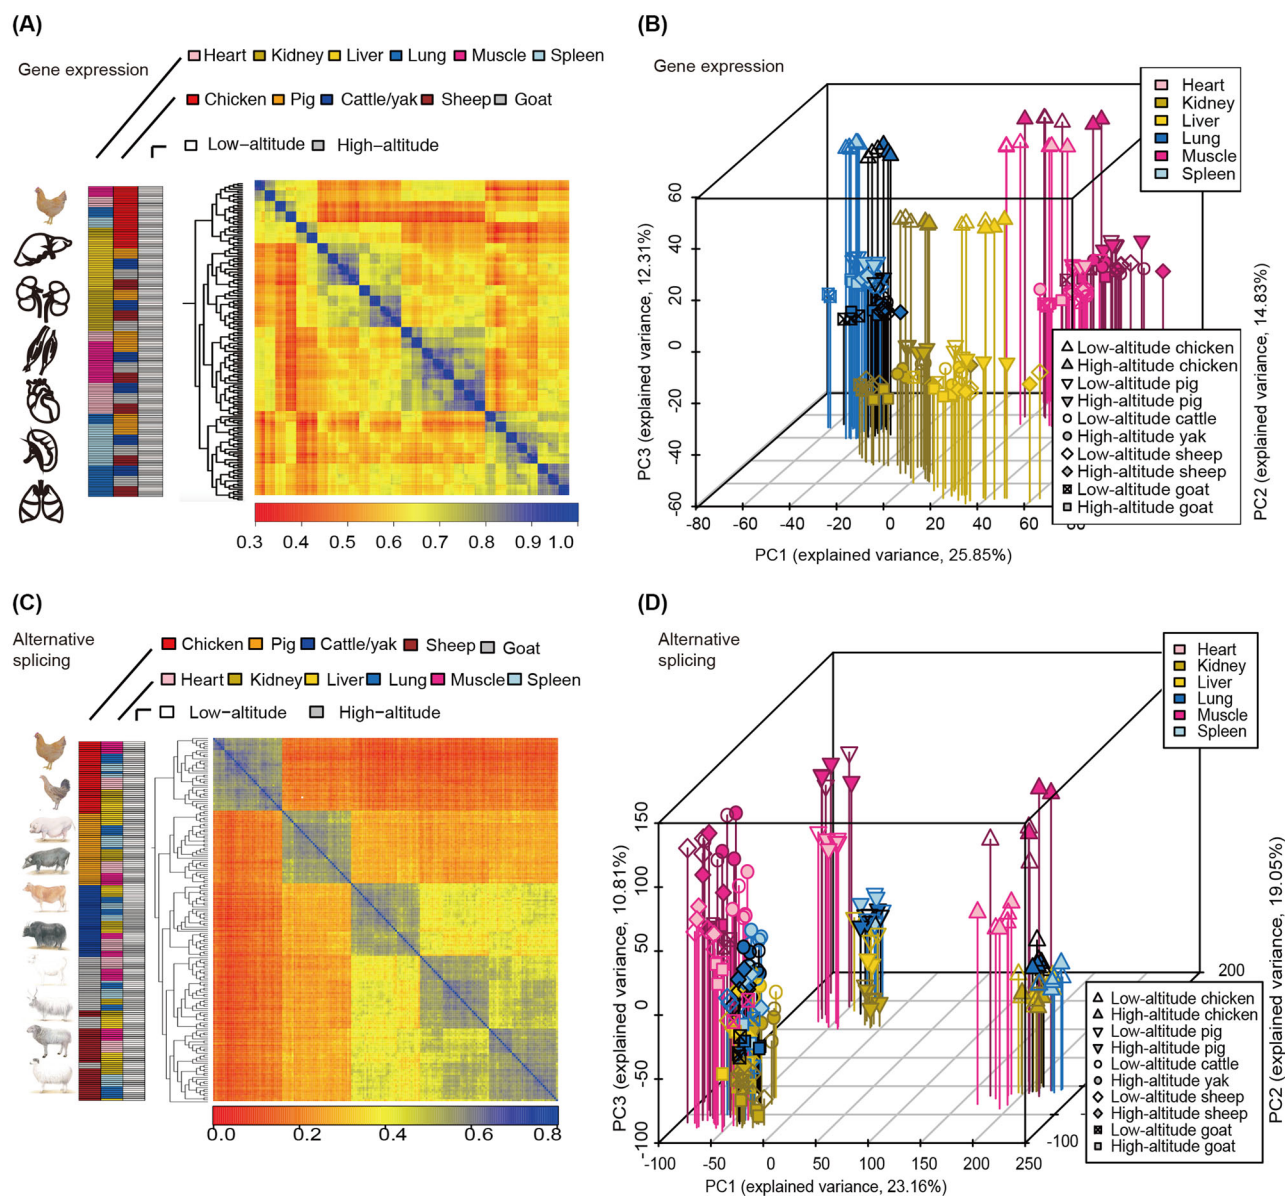 (A)
Gene expression
Heart Kidney Liver Lung Muscle Spleen
Chicken Pig Cattle/yak Sheep Goat
Low−altitude High−altitude
0.3 0.4 0.5 0.6 0.7 0.8 0.9 1.0
(B)
Gene expression
Heart
Kidney
Liver
Lung
Muscle
Spleen
60
40
20
0
-20
-40
-60
PC3 (explained variance, 12.31%)
-80 -60 -40 -20 0 20 40 60
PC1 (explained variance, 25.85%)
PC2 (explained variance, 14.83%)
Low-altitude chicken
High-altitude chicken
Low-altitude pig
High-altitude pig
Low-altitude cattle
High-altitude yak
Low-altitude sheep
High-altitude sheep
Low-altitude goat
High-altitude goat
(C)
Alternative
splicing
Chicken Pig Cattle/yak Sheep Goat
Heart Kidney Liver Lung Muscle Spleen
Low−altitude High−altitude
0.0 0.2 0.4 0.6 0.8
(D)
Alternative
splicing
Heart
Kidney
Liver
Lung
Muscle
Spleen
150
100
50
0
-50
-100
PC3 (explained variance, 10.81%)
-100 -50 0 50 100 150 200 250
PC1 (explained variance, 23.16%)
200
-100
PC2 (explained variance, 19.05%)
Low-altitude chicken
High-altitude chicken
Low-altitude pig
High-altitude pig
Low-altitude cattle
High-altitude yak
Low-altitude sheep
High-altitude sheep
Low-altitude goat
High-altitude goat